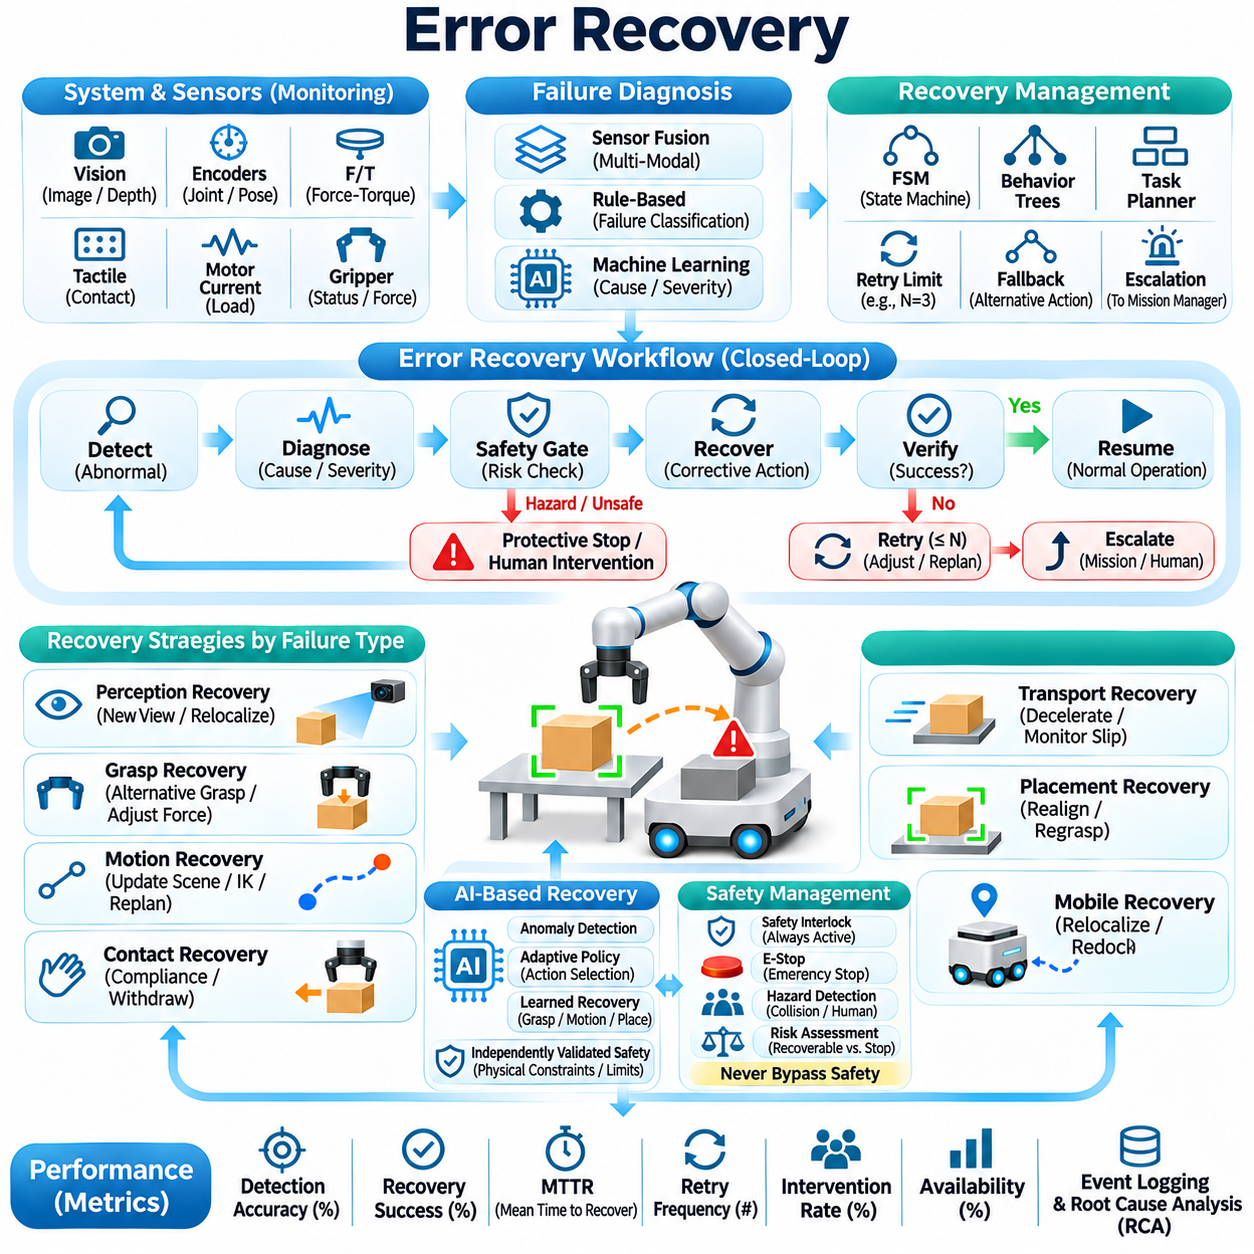 Error Recovery
System & Sensors (Monitoring)
Vision
(Image / Depth)
Encoders
(Joint / Pose)
F/T
(Force-Torque)
Tactile
(Contact)
Motor
Current
(Load)
Gripper
(Status / Force)
Failure Diagnosis
Sensor Fusion
(Multi-Modal)
Rule-Based
(Failure Classification)
AI
Machine Learning
(Cause / Severity)
Recovery Management
FSM
(State Machine)
Behavior
Trees
Task
Planner
Retry Limit
(e.g., N=3)
Fallback
(Alternative Action)
Escalation
(To Mission Manager)
Error Recovery Workflow (Closed-Loop)
Detect
(Abnormal)
Diagnose
(Cause / Severity)
Safety Gate
(Risk Check)
Recover
(Corrective Action)
Verify
(Success?)
Yes
Resume
(Normal Operation)
Hazard / Unsafe
No
Protective Stop /
Human Intervention
Retry (≤ N)
(Adjust / Replan)
Escalate
(Mission / Human)
Recovery Straegies by Failure Type
Perception Recovery
(New View / Relocalize)
Grasp Recovery
(Alternative Grasp /
Adjust Force)
Motion Recovery
(Update Scene / IK /
Replan)
Contact Recovery
(Compliance /
Withdraw)
Transport Recovery
(Decelerate /
Monitor Slip)
Placement Recovery
(Realign /
Regrasp)
Mobile Recovery
(Relocalize /
Redock)
AI-Based Recovery
AI
Anomaly Detection
Adaptive Policy
(Action Selection)
Learned Recovery
(Grasp / Motion / Place)
Independently Validated Safety
(Physical Constraints / Limits)
Safety Management
Safety Interlock
(Always Active)
E-Stop
(Emerency Stop)
Hazard Detection
(Collision / Human)
Risk Assessment
(Recoverable vs. Stop)
Never Bypass Safety
Performance
(Metrics)
Detection
Accuracy (%)
Recovery
Success (%)
MTTR
(Mean Time to Recover)
Retry
Frequency (#)
Intervention
Rate (%)
Availability
(%)
Event Logging
& Root Cause Analysis
(RCA)